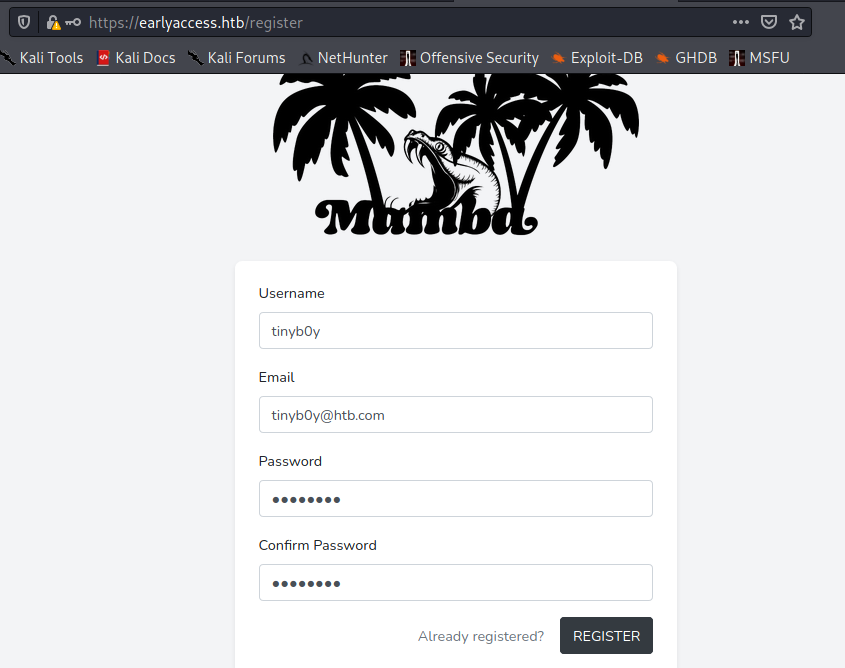 https://earlyaccess.htb/register
Kali Tools Kali Docs Kali Forums NetHunter Offensive Security Exploit-DB GHDB MSFU
Mamba
Username
tinyb0y
Email
tinyb0y@htb.com
Password
●●●●●●●●
Confirm Password
●●●●●●●●
Already registered? REGISTER